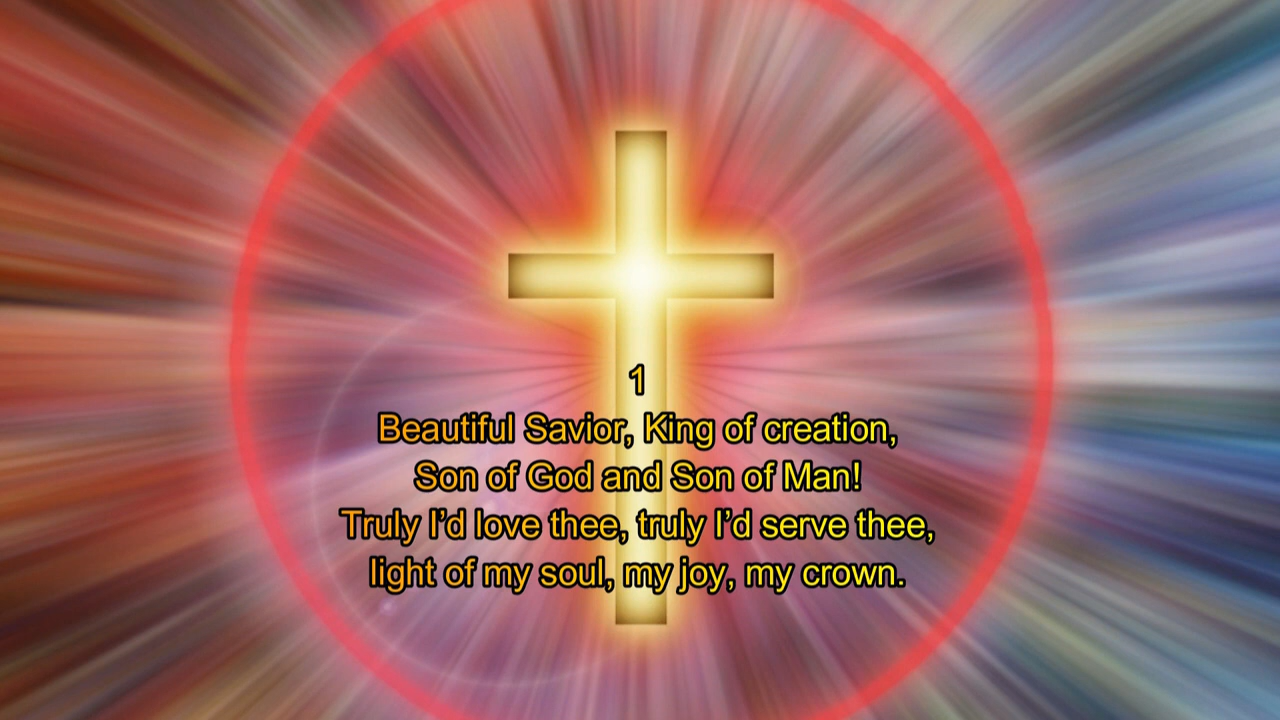 1
Beautiful Savior, King of creation,
Son of God and Son of Man!
Truly I’d love thee, truly I’d serve thee,
light of my soul, my joy, my crown.